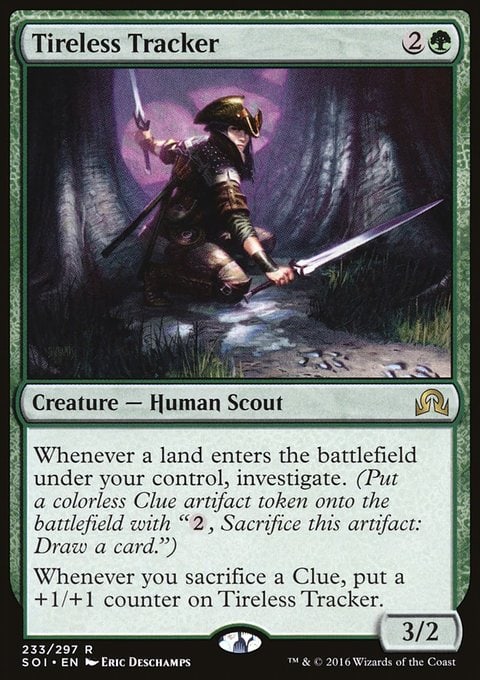 Tireless Tracker 2
Creature — Human Scout
Whenever a land enters the battlefield
under your control, investigate. (Put
a colorless Clue artifact token onto the
battlefield with “2, Sacrifice this artifact:
Draw a card.”)
Whenever you sacrifice a Clue, put a
+1/+1 counter on Tireless Tracker.
3/2
233/297 R
SOI • EN Eric Deschamps
™ & © 2016 Wizards of the Coast